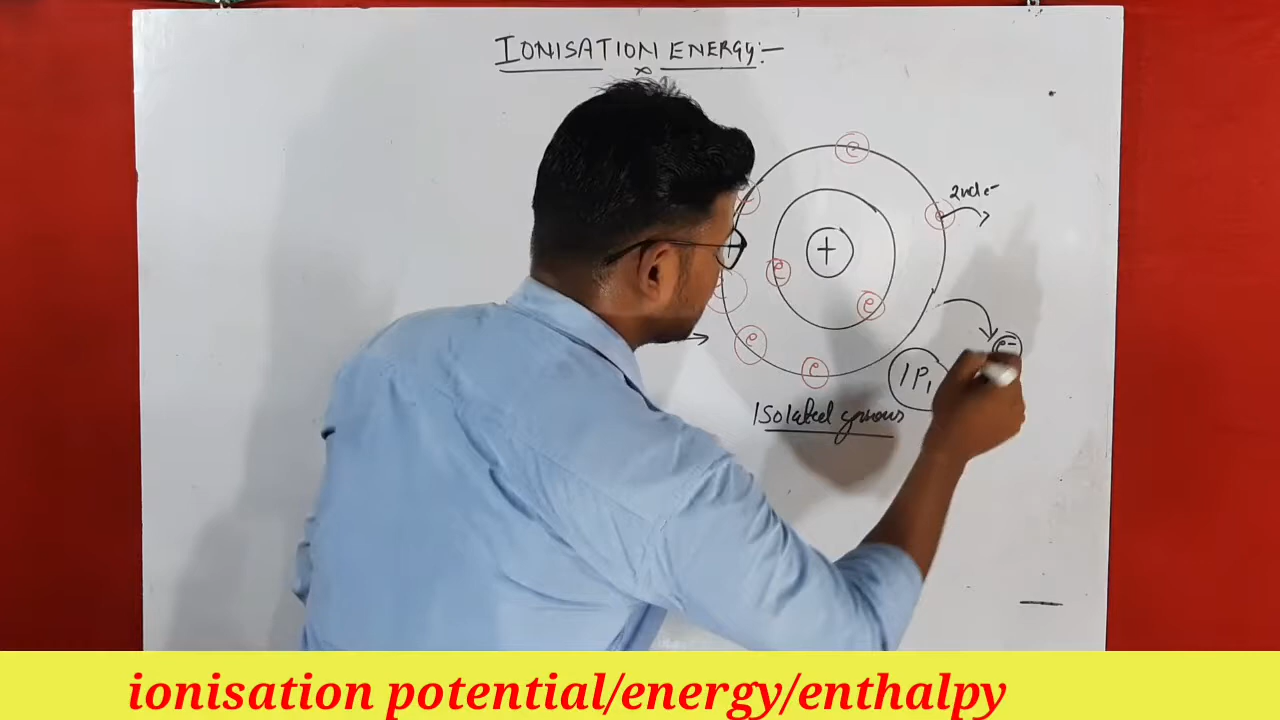 IONISATION ENERGY:-
e
2nd e-
e
+
e
e
e
e
e-
IP1
Isolated gaseous
ionisation potential/energy/enthalpy